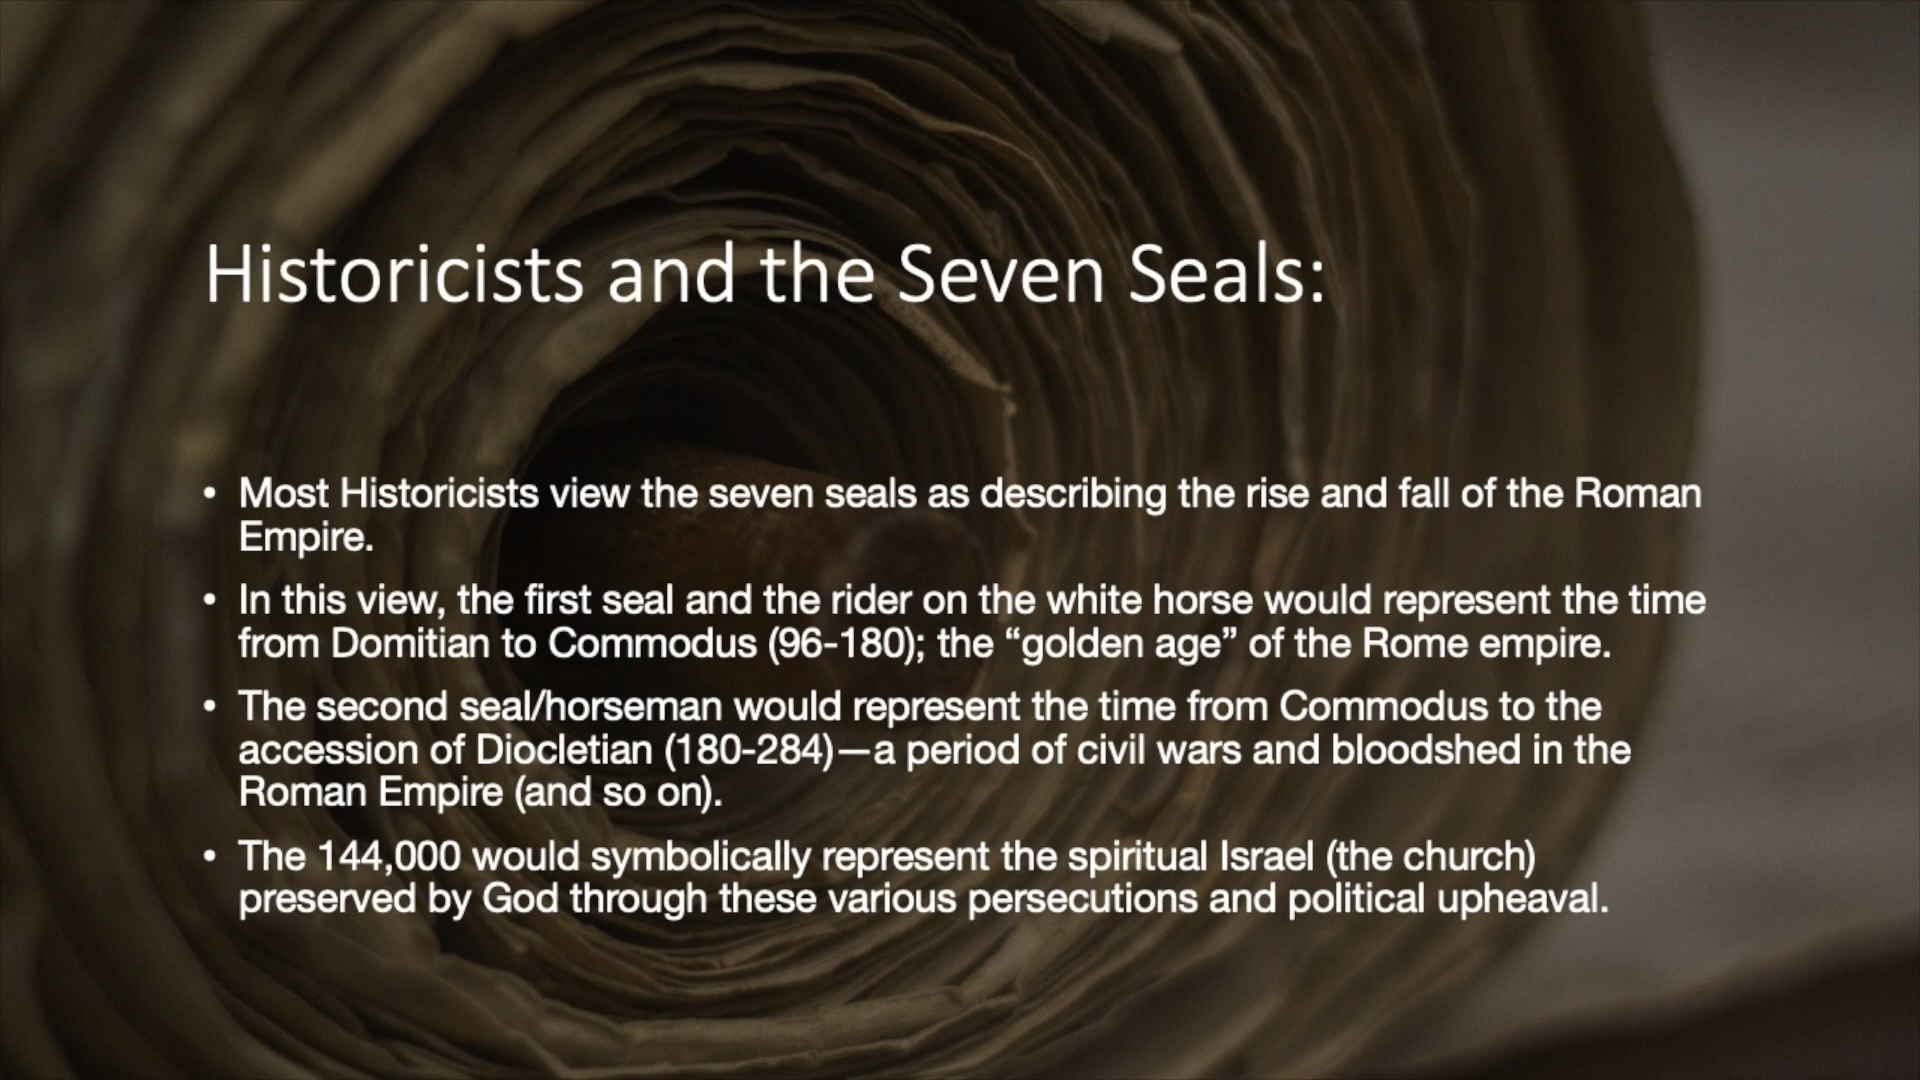 Historicists and the Seven Seals:
• Most Historicists view the seven seals as describing the rise and fall of the Roman
Empire.
• In this view, the first seal and the rider on the white horse would represent the time
from Domitian to Commodus (96-180); the “golden age” of the Rome empire.
• The second seal/horseman would represent the time from Commodus to the
accession of Diocletian (180-284)—a period of civil wars and bloodshed in the
Roman Empire (and so on).
• The 144,000 would symbolically represent the spiritual Israel (the church)
preserved by God through these various persecutions and political upheaval.